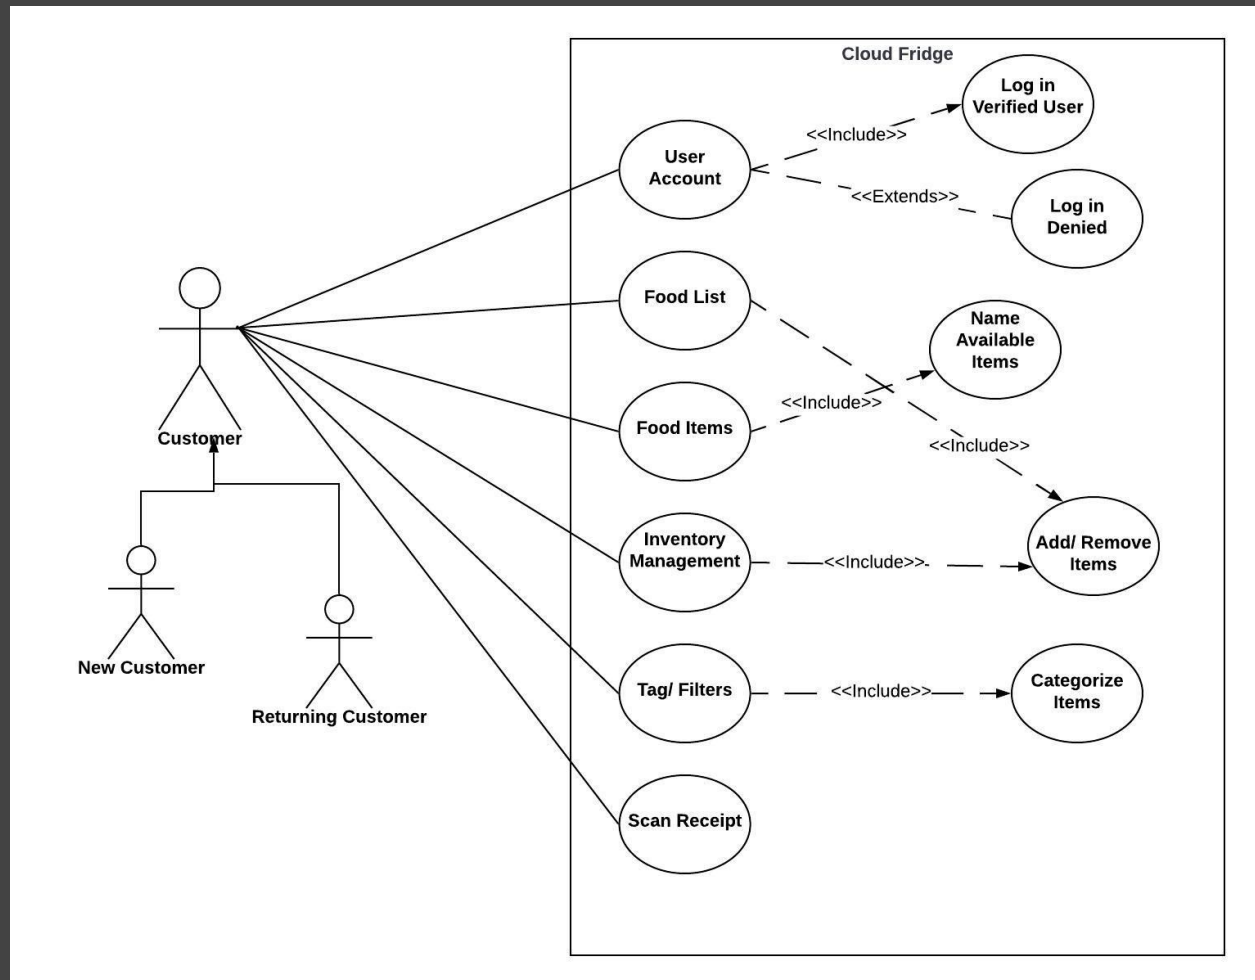 Cloud Fridge
Log in
Verified User
<<Include>>
User
Account
<<Extends>>
Log in
Denied
Food List
Name
Available
Items
<<Include>>
Food Items
<<Include>>
Customer
Inventory
Management
<<Include>>
Add/ Remove
Items
New Customer
Returning Customer
Tag/ Filters
<<Include>>
Categorize
Items
Scan Receipt